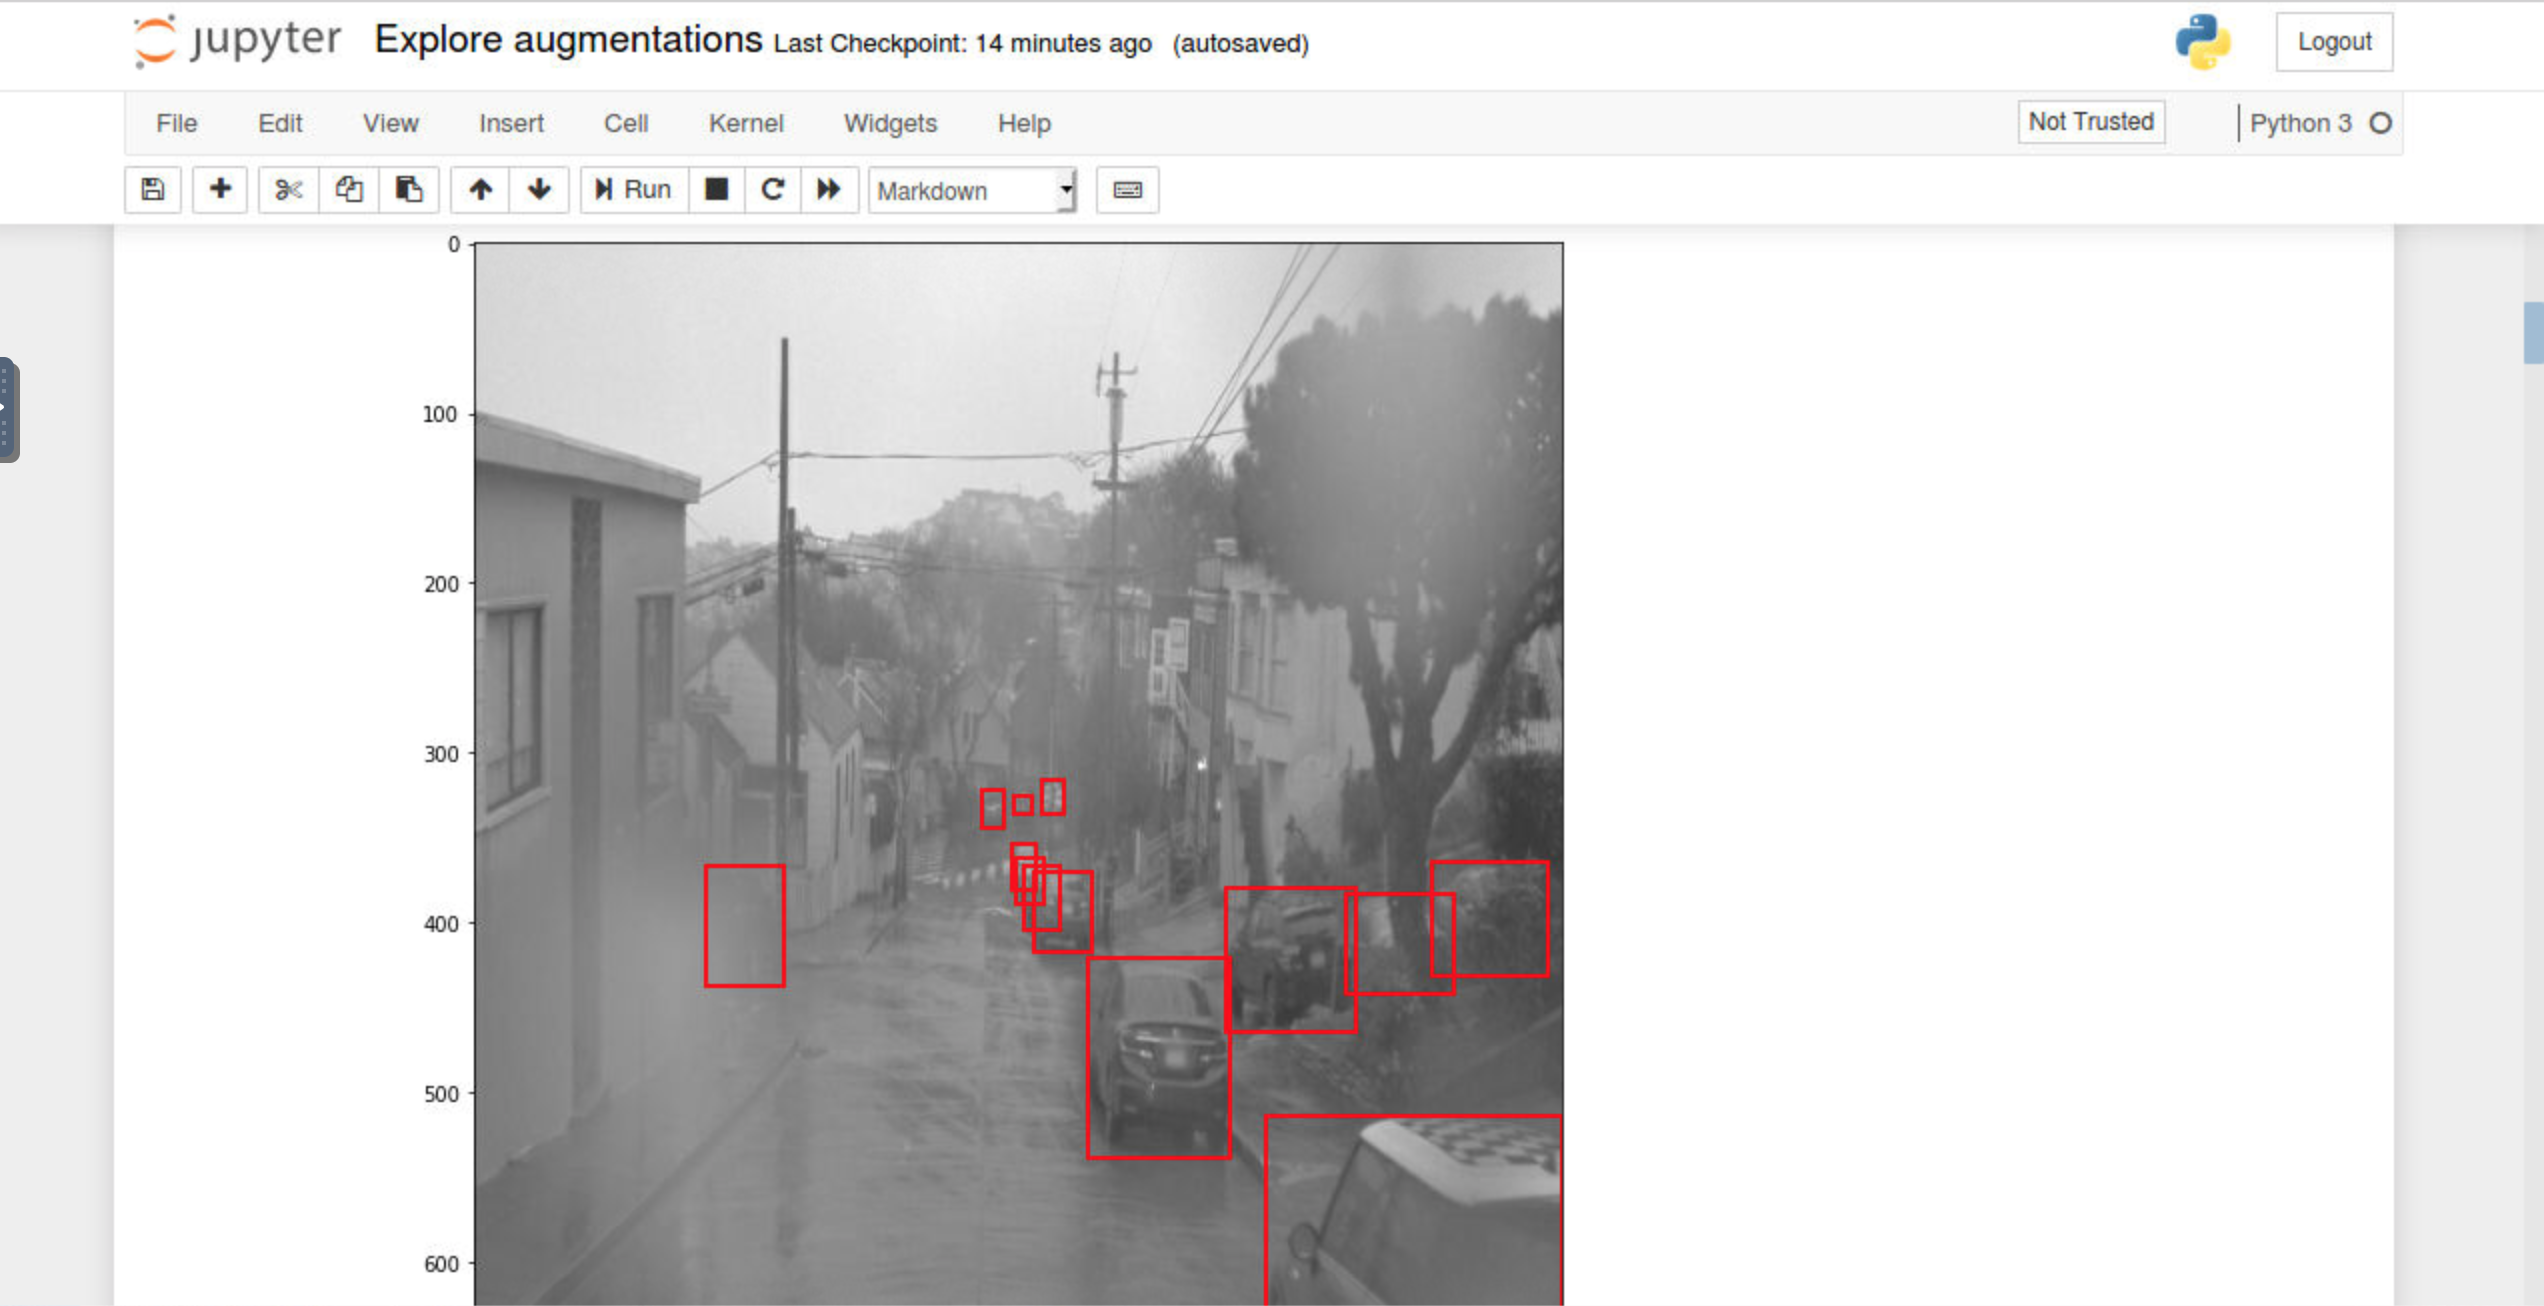 jupyter Explore augmentations Last Checkpoint: 14 minutes ago (autosaved) Logout
File Edit View Insert Cell Kernel Widgets Help Not Trusted Python 3
Run Markdown
0
100
200
300
400
500
600